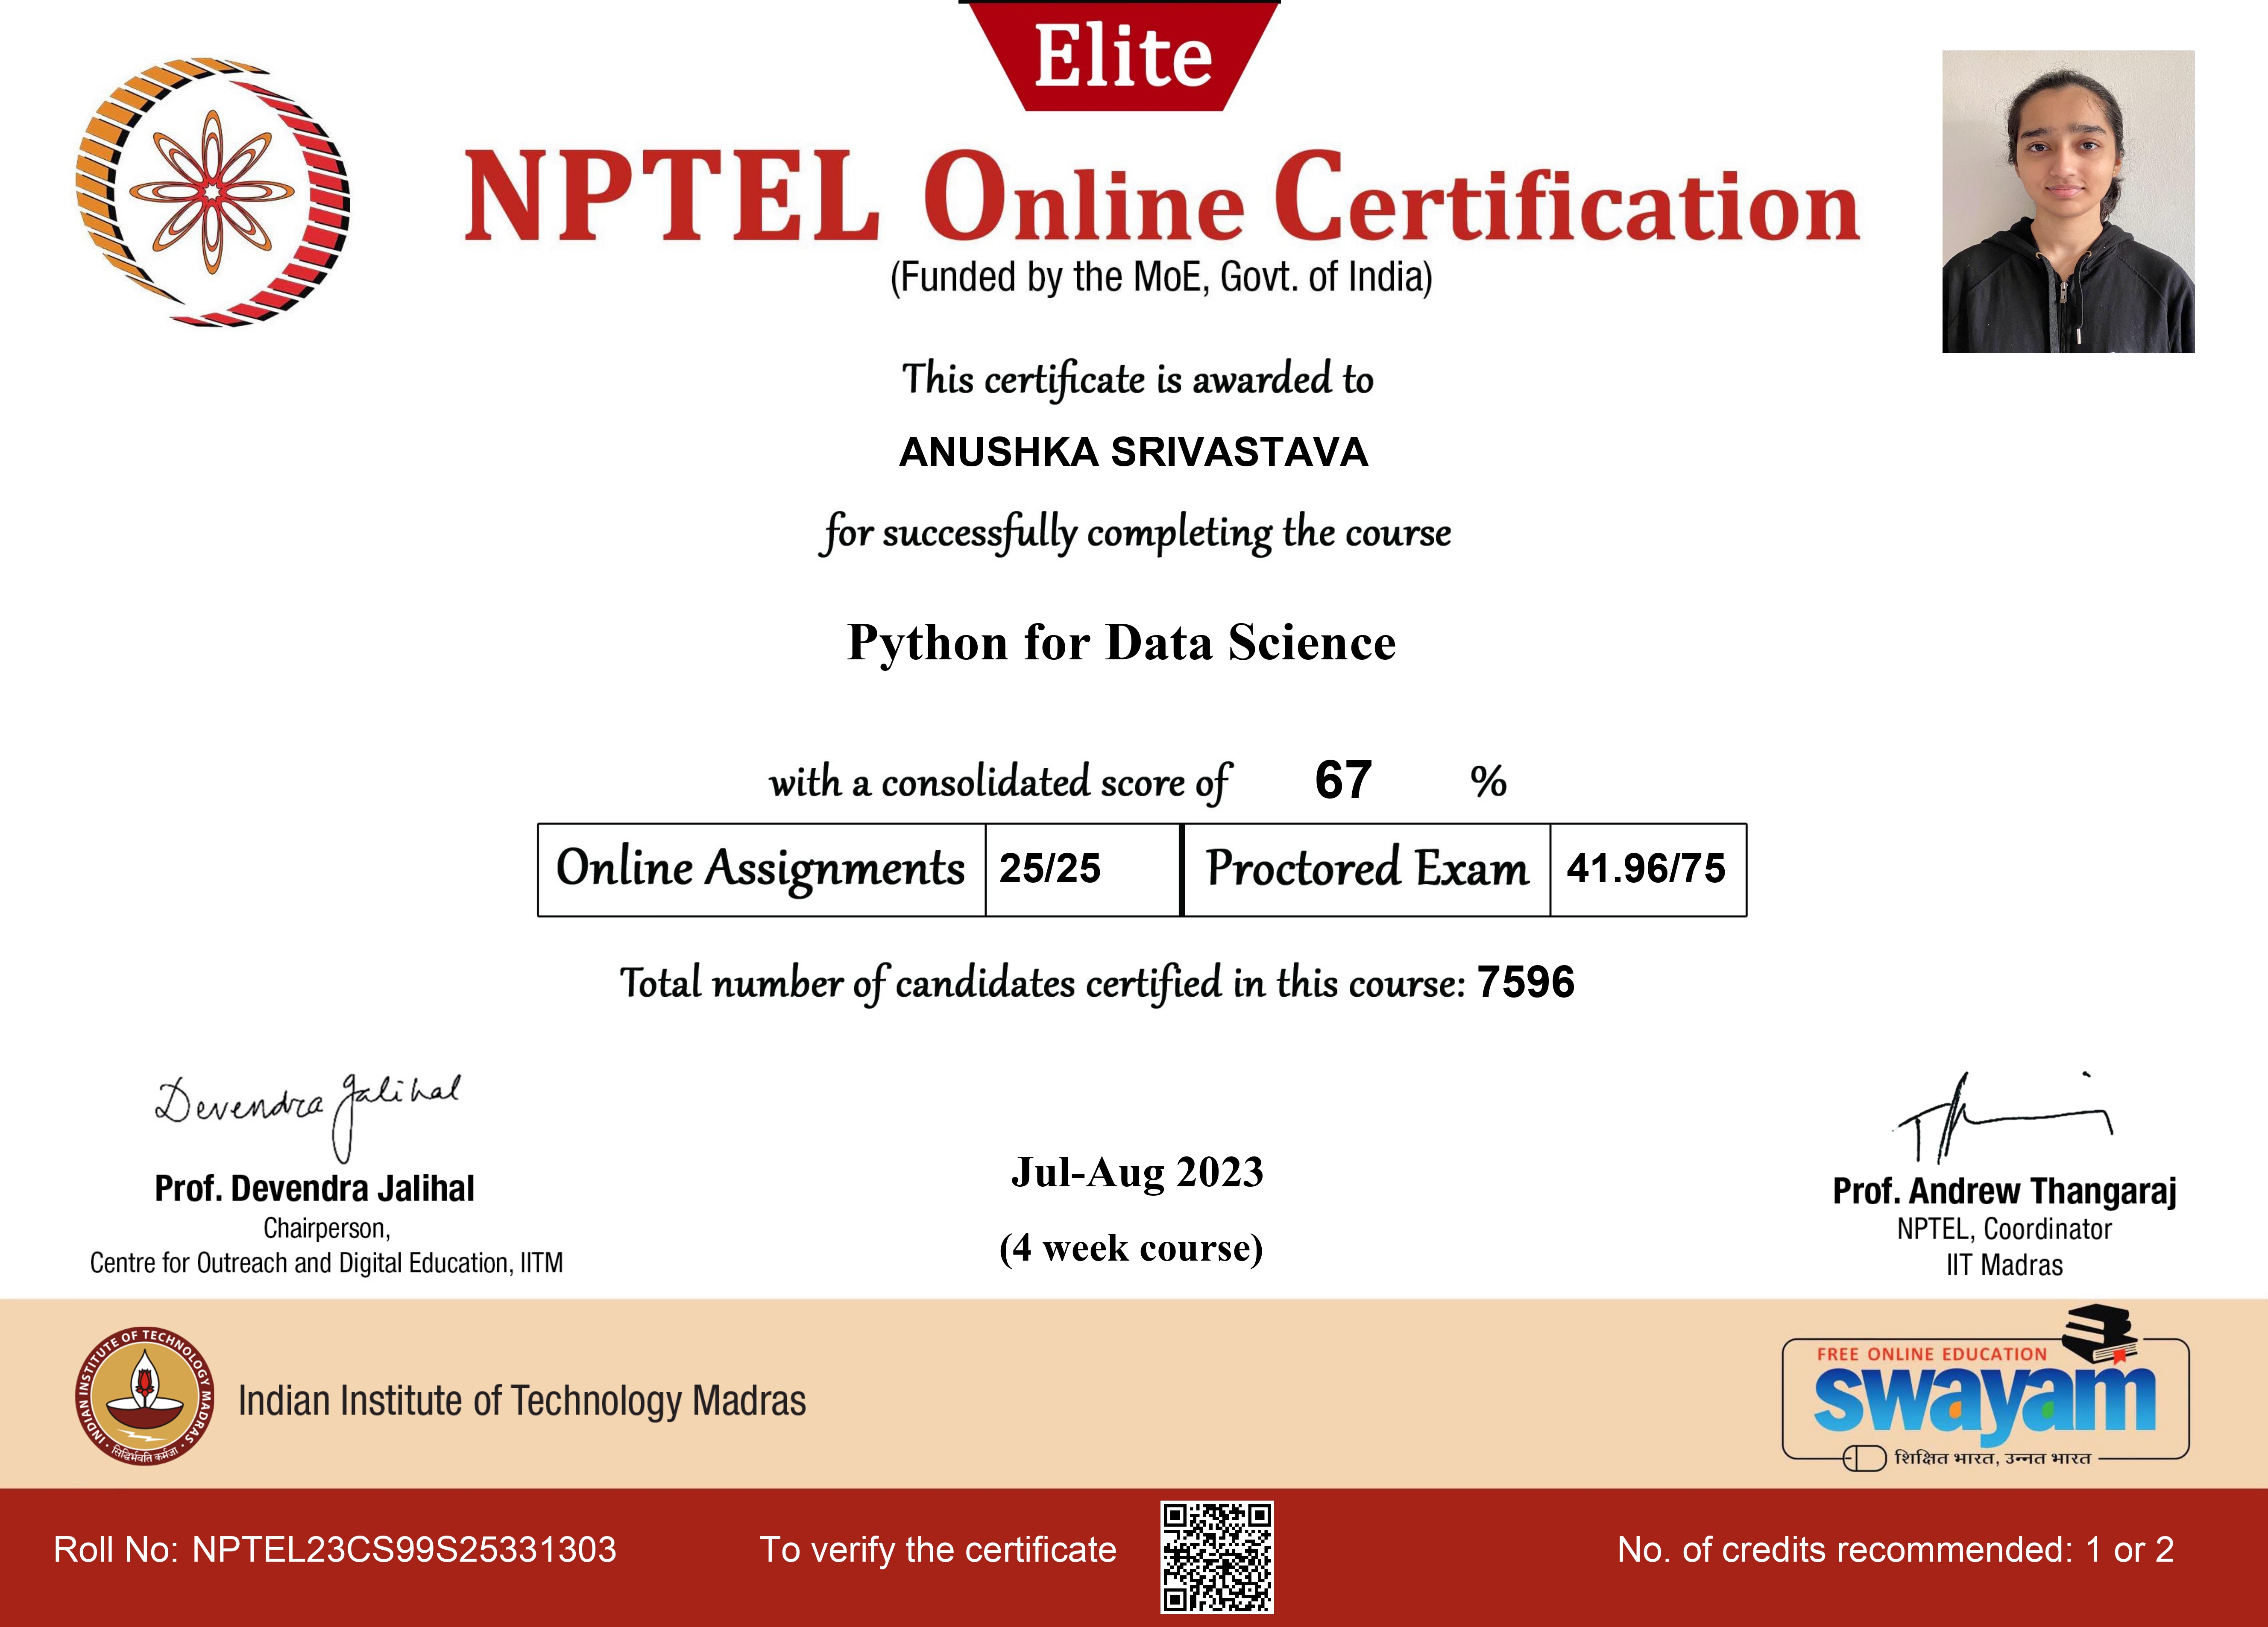 Elite
NPTEL Online Certification
(Funded by the MoE, Govt. of India)
This certificate is awarded to
ANUSHKA SRIVASTAVA
for successfully completing the course
Python for Data Science
with a consolidated score of 67 %
Online Assignments 25/25 Proctored Exam 41.96/75
Total number of candidates certified in this course: 7596
Devendra Jalihal
Prof. Devendra Jalihal
Chairperson,
Centre for Outreach and Digital Education, IITM
Jul-Aug 2023
(4 week course)
Prof. Andrew Thangaraj
NPTEL, Coordinator
IIT Madras
INDIAN INSTITUTE OF TECHNOLOGY MADRAS
सिद्धिर्भवति कर्मजा
Indian Institute of Technology Madras
FREE ONLINE EDUCATION
swayam
शिक्षित भारत, उन्नत भारत
Roll No: NPTEL23CS99S25331303
To verify the certificate
No. of credits recommended: 1 or 2